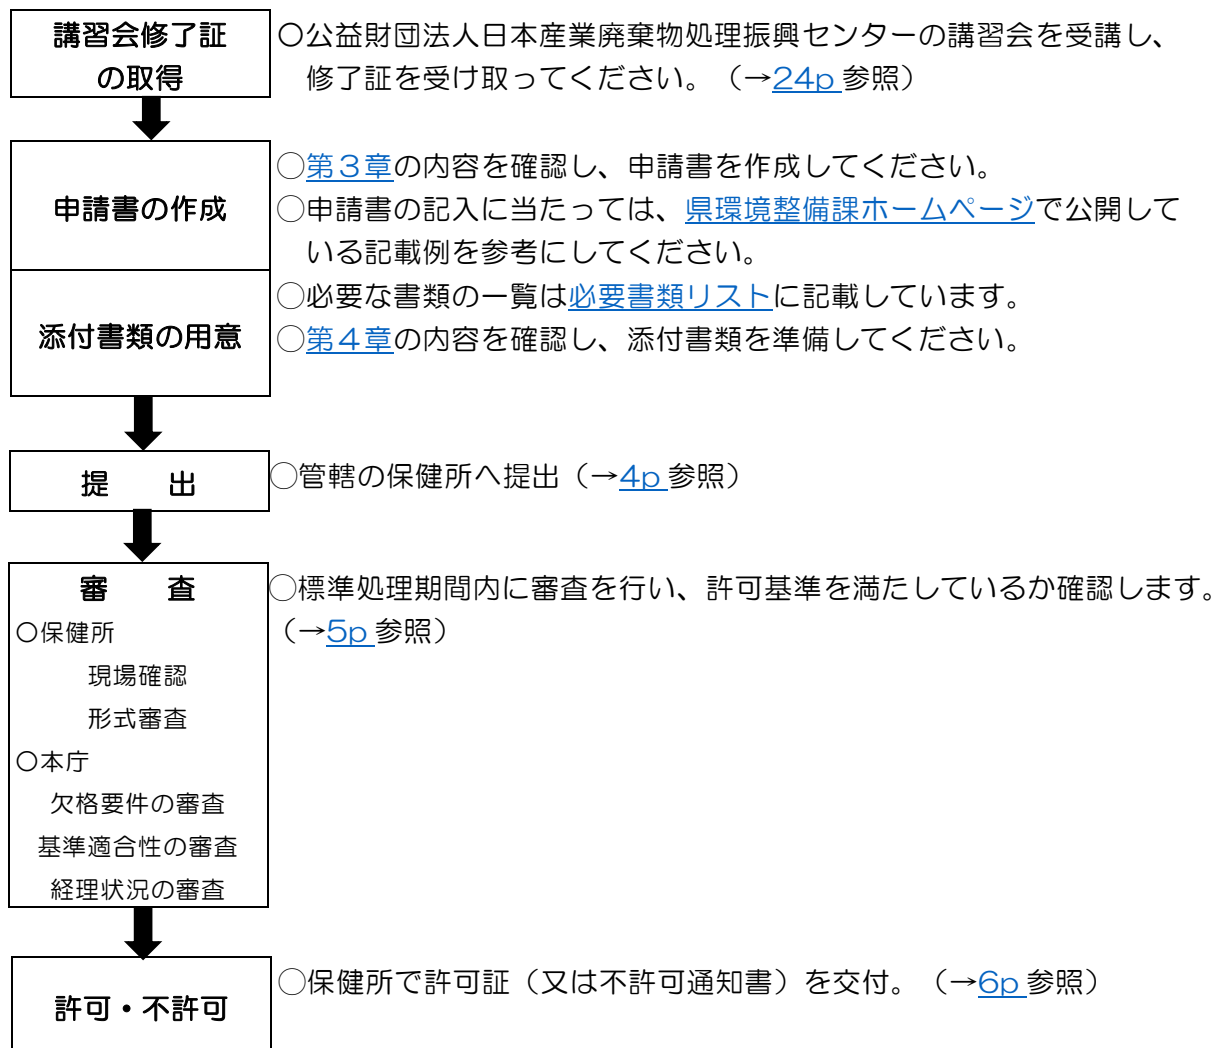 講習会修了証
の取得
〇公益財団法人日本産業廃棄物処理振興センターの講習会を受講し、
修了証を受け取ってください。（→24p 参照）
申請書の作成
◯第３章の内容を確認し、申請書を作成してください。
◯申請書の記入に当たっては、県環境整備課ホームページで公開して
いる記載例を参考にしてください。
添付書類の用意
◯必要な書類の一覧は必要書類リストに記載しています。
◯第４章の内容を確認し、添付書類を準備してください。
提　出
◯管轄の保健所へ提出（→4p 参照）
審　査
〇保健所
現場確認
形式審査
〇本庁
欠格要件の審査
基準適合性の審査
経理状況の審査
◯標準処理期間内に審査を行い、許可基準を満たしているか確認します。
（→5p 参照）
許可・不許可
◯保健所で許可証（又は不許可通知書）を交付。（→6p 参照）